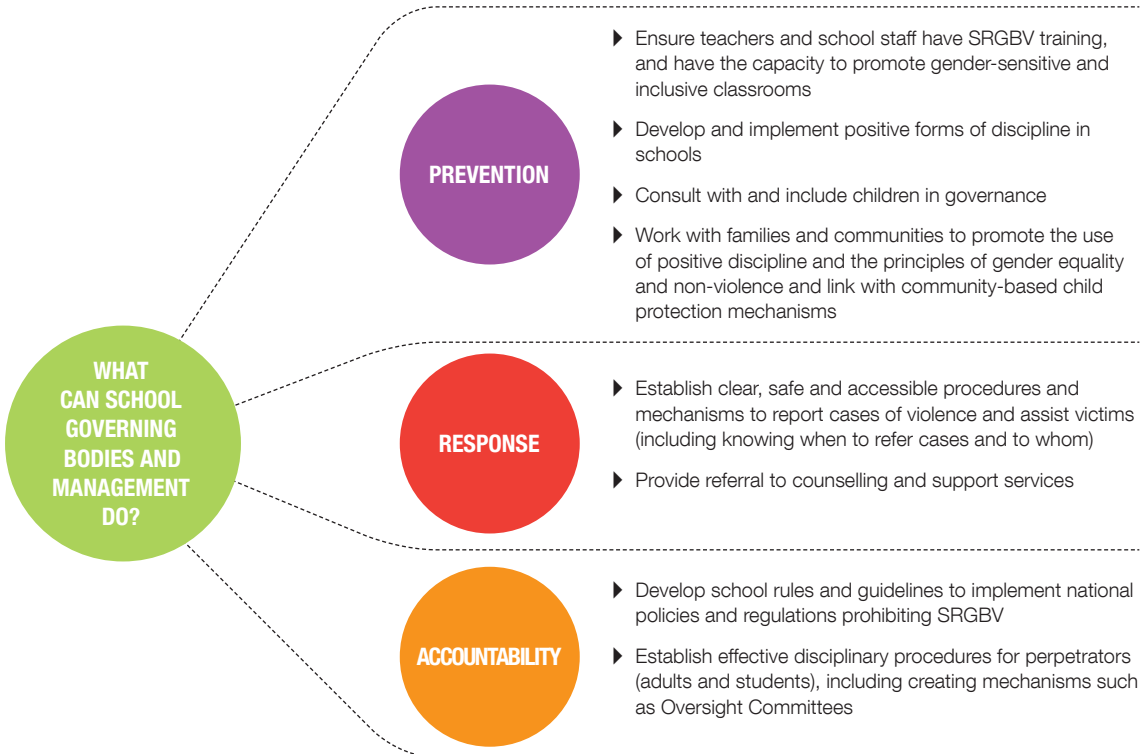 WHAT
CAN SCHOOL
GOVERNING
BODIES AND
MANAGEMENT
DO?
PREVENTION
Ensure teachers and school staff have SRGBV training,
and have the capacity to promote gender-sensitive and
inclusive classrooms
Develop and implement positive forms of discipline in
schools
Consult with and include children in governance
Work with families and communities to promote the use
of positive discipline and the principles of gender equality
and non-violence and link with community-based child
protection mechanisms
RESPONSE
Establish clear, safe and accessible procedures and
mechanisms to report cases of violence and assist victims
(including knowing when to refer cases and to whom)
Provide referral to counselling and support services
ACCOUNTABILITY
Develop school rules and guidelines to implement national
policies and regulations prohibiting SRGBV
Establish effective disciplinary procedures for perpetrators
(adults and students), including creating mechanisms such
as Oversight Committees